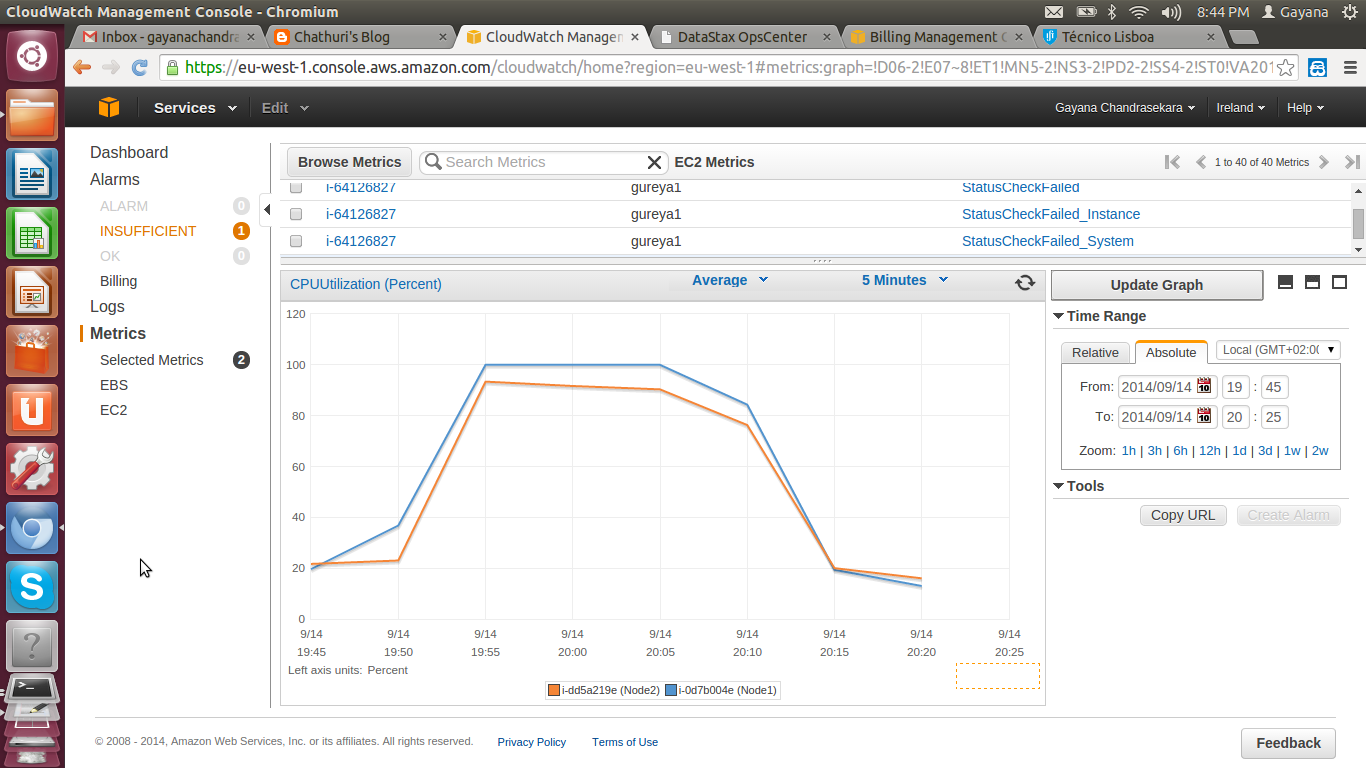 CloudWatch Management Console - Chromium
8:44 PM Gayana
Inbox - gayanachandra
Chathuri's Blog
CloudWatch Managem
DataStax OpsCenter
Billing Management C
Técnico Lisboa
https://eu-west-1.console.aws.amazon.com/cloudwatch/home?region=eu-west-1#metrics:graph=!D06-2!E07~8!ET1!MN5-2!NS3-2!PD2-2!SS4-2!ST0!VA201
Services Edit
Gayana Chandrasekara Ireland Help
Dashboard
Alarms
ALARM 0
INSUFFICIENT 1
OK 0
Billing
Logs
Metrics
Selected Metrics 2
EBS
EC2
Browse Metrics Search Metrics EC2 Metrics 1 to 40 of 40 Metrics
i-64126827 gureya1 StatusCheckFailed
i-64126827 gureya1 StatusCheckFailed_Instance
i-64126827 gureya1 StatusCheckFailed_System
CPUUtilization (Percent) Average 5 Minutes
120
100
80
60
40
20
0
9/14 9/14 9/14 9/14 9/14 9/14 9/14 9/14 9/14
19:45 19:50 19:55 20:00 20:05 20:10 20:15 20:20 20:25
Left axis units: Percent
i-dd5a219e (Node2) i-0d7b004e (Node1)
Update Graph
Time Range
Relative Absolute Local (GMT+02:00
From: 2014/09/14 10 19 : 45
To: 2014/09/14 10 20 : 25
Zoom: 1h | 3h | 6h | 12h | 1d | 3d | 1w | 2w
Tools
Copy URL Create Alarm
© 2008 - 2014, Amazon Web Services, Inc. or its affiliates. All rights reserved. Privacy Policy Terms of Use
Feedback